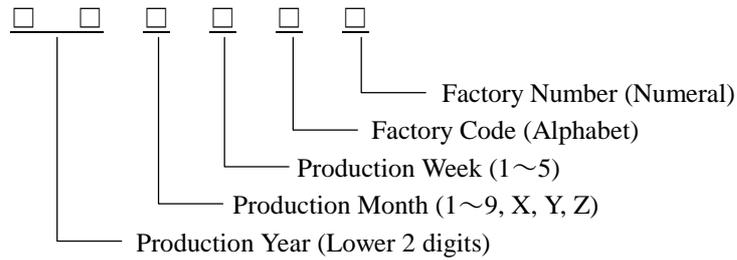 □ □ □ □ □ □
Factory Number (Numeral)
Factory Code (Alphabet)
Production Week (1～5)
Production Month (1～9, X, Y, Z)
Production Year (Lower 2 digits)